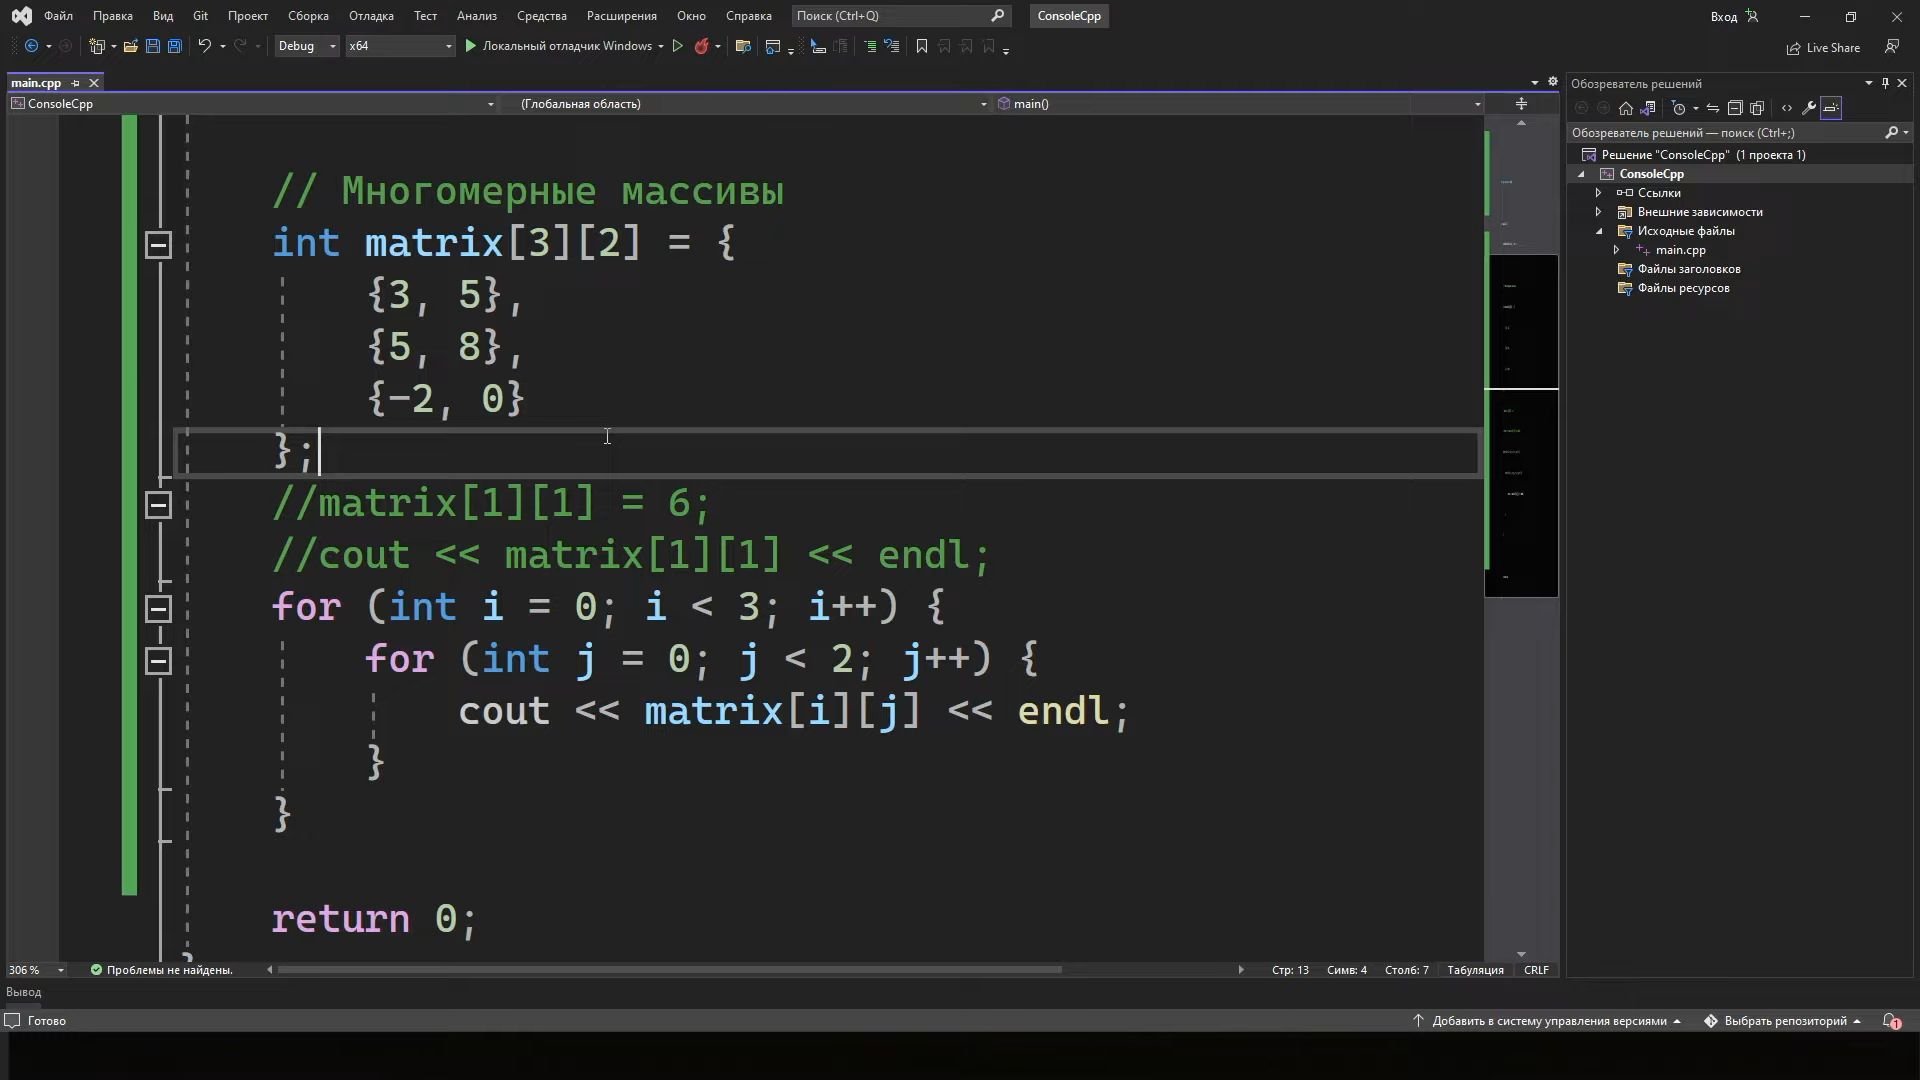 Файл Правка Вид Git Проект Сборка Отладка Тест Анализ Средства Расширения Окно Справка Поиск (Ctrl+Q) ConsoleCpp Вход
Debug x64 Локальный отладчик Windows Live Share
main.cpp
ConsoleCpp (Глобальная область) main()
// Многомерные массивы
int matrix[3][2] = {
{3, 5},
{5, 8},
{-2, 0}
};
//matrix[1][1] = 6;
//cout << matrix[1][1] << endl;
for (int i = 0; i < 3; i++) {
for (int j = 0; j < 2; j++) {
cout << matrix[i][j] << endl;
}
}
return 0;
306 % Проблемы не найдены. Стр: 13 Симв: 4 Столб: 7 Табуляция CRLF
Вывод
Готово Добавить в систему управления версиями Выбрать репозиторий 1
Обозреватель решений
Обозреватель решений — поиск (Ctrl+;)
Решение "ConsoleCpp" (1 проекта 1)
ConsoleCpp
Ссылки
Внешние зависимости
Исходные файлы
main.cpp
Файлы заголовков
Файлы ресурсов